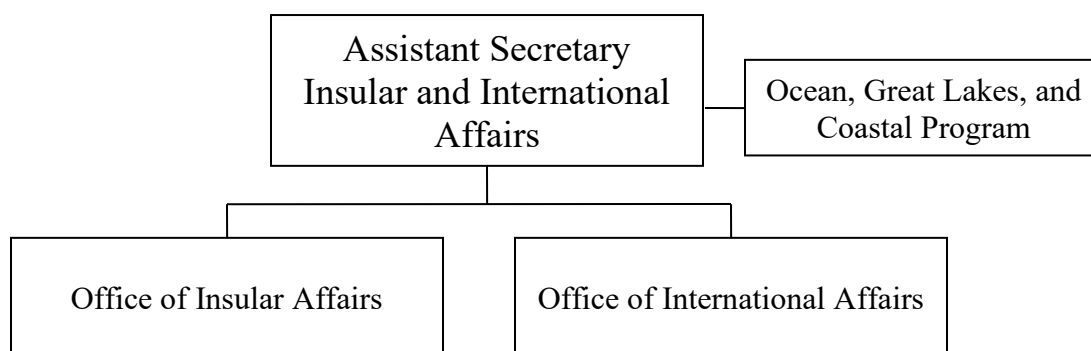 Assistant Secretary
Insular and International
Affairs
Ocean, Great Lakes, and
Coastal Program
Office of Insular Affairs
Office of International Affairs